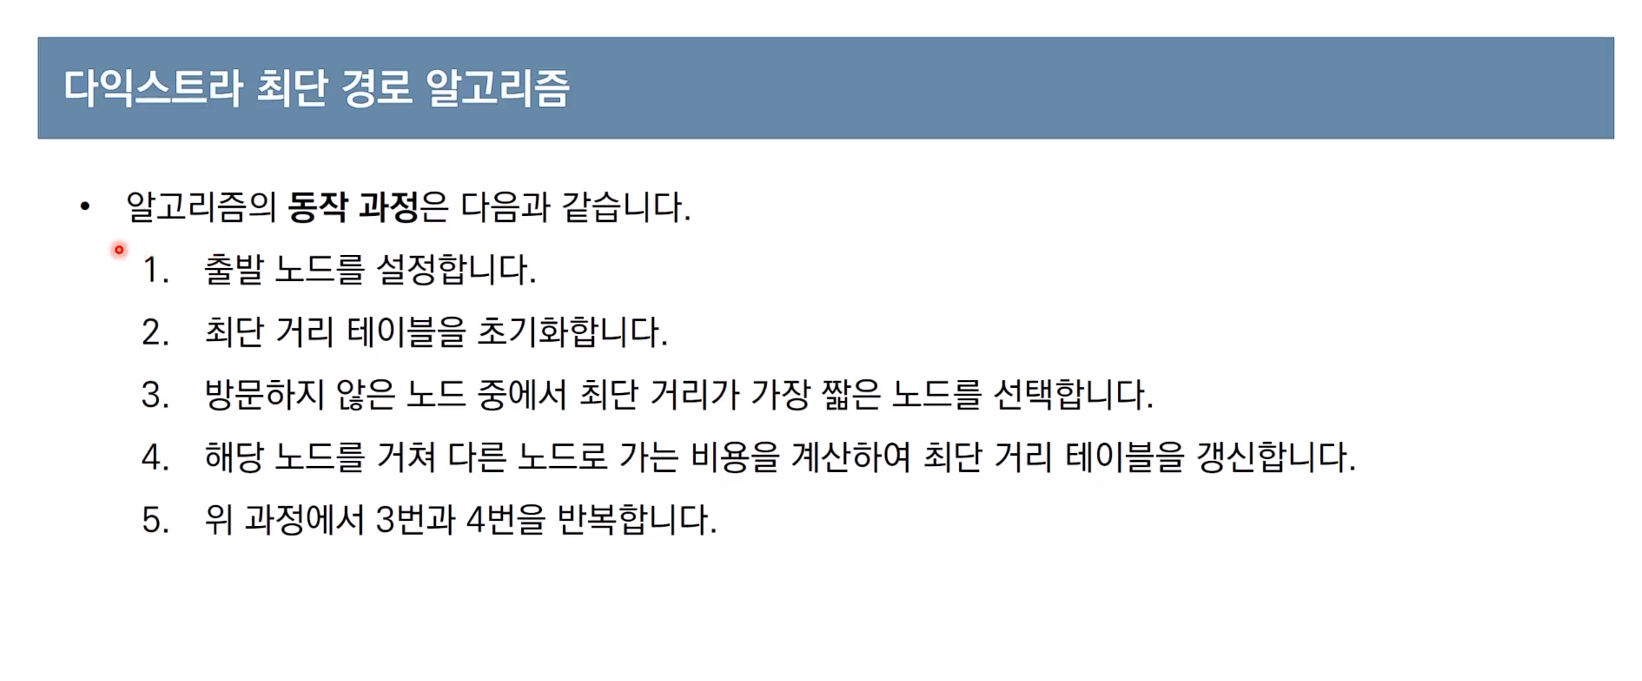 다익스트라 최단 경로 알고리즘
• 알고리즘의 동작 과정은 다음과 같습니다.
1. 출발 노드를 설정합니다.
2. 최단 거리 테이블을 초기화합니다.
3. 방문하지 않은 노드 중에서 최단 거리가 가장 짧은 노드를 선택합니다.
4. 해당 노드를 거쳐 다른 노드로 가는 비용을 계산하여 최단 거리 테이블을 갱신합니다.
5. 위 과정에서 3번과 4번을 반복합니다.